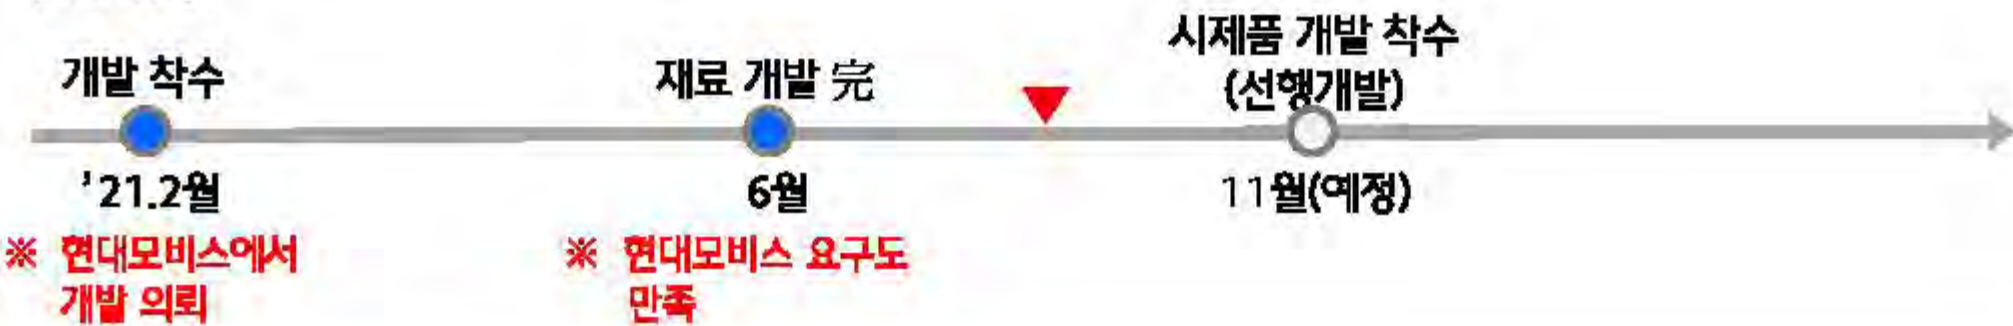 개발 착수
재료 개발 完
시제품 개발 착수
(선행개발)
'21.2월
6월
11월(예정)
※ 현대모비스에서
개발 의뢰
※ 현대모비스 요구도
만족